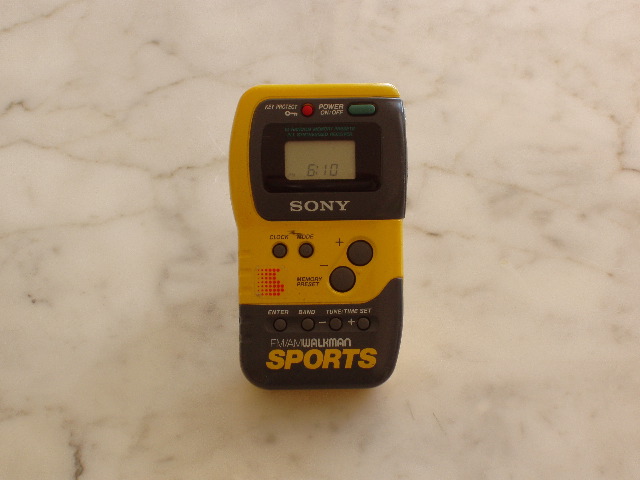 KEY PROTECT
POWER
ON/OFF
6:10
SONY
CLOCK MODE
+
−
MEMORY
PRESET
ENTER BAND TUNE/TIME SET
− +
FM/AM WALKMAN
SPORTS